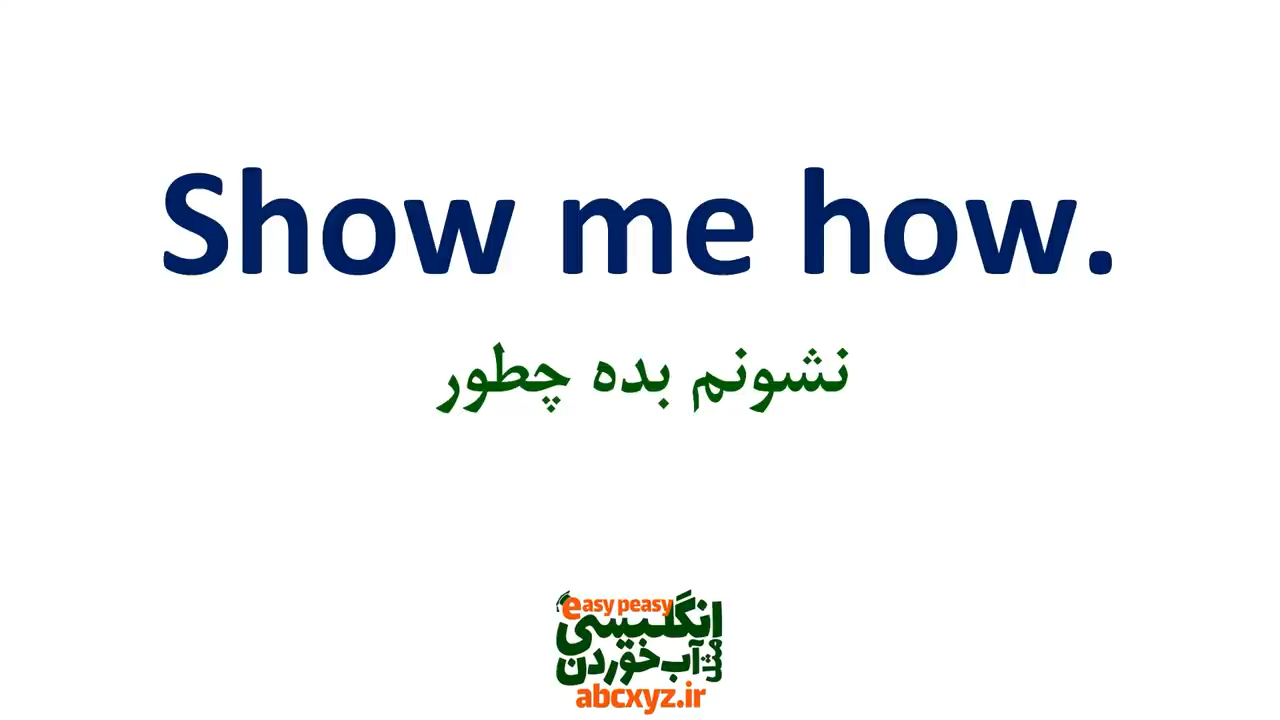 Show me how.
نشونم بده چطور
easy peasy
انگلیسی
مثل آب خوردن
abcxyz.ir